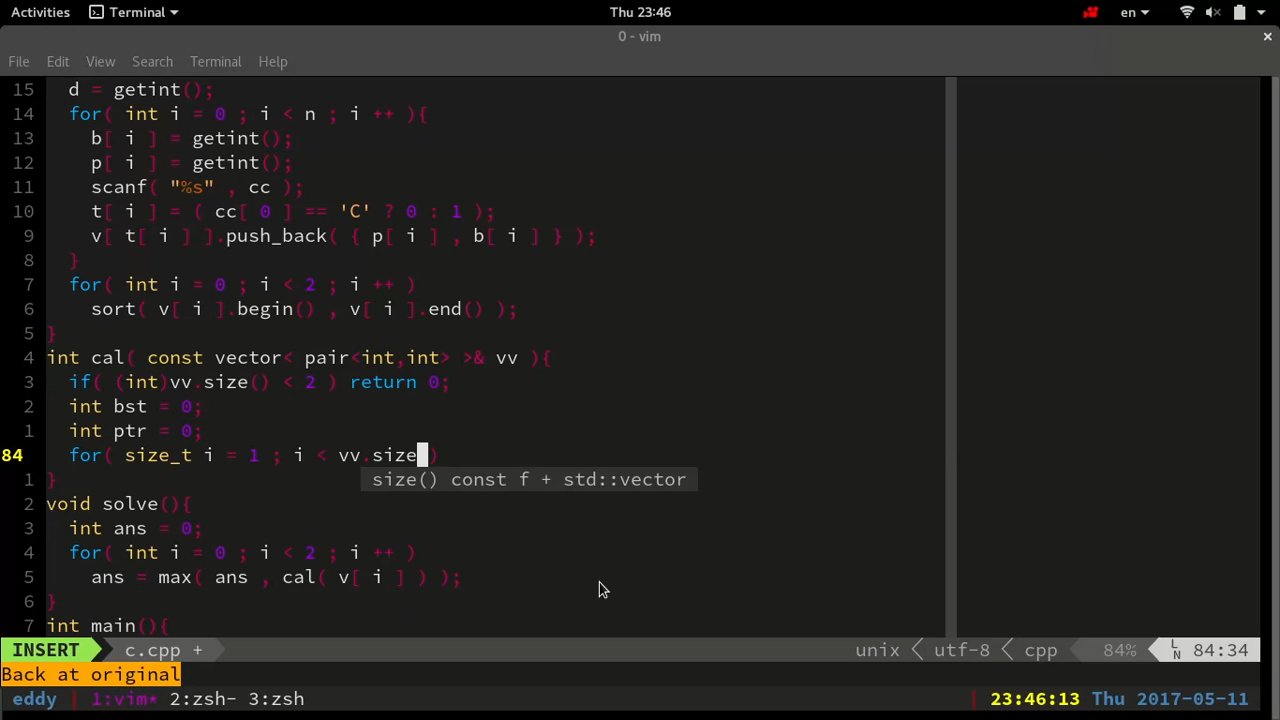 Activities Terminal Thu 23:46 en
0 - vim ×
File Edit View Search Terminal Help
15   d = getint();
14   for( int i = 0 ; i < n ; i ++ ){
13     b[ i ] = getint();
12     p[ i ] = getint();
11     scanf( "%s" , cc );
10     t[ i ] = ( cc[ 0 ] == 'C' ? 0 : 1 );
9     v[ t[ i ] ].push_back( { p[ i ] , b[ i ] } );
8   }
7   for( int i = 0 ; i < 2 ; i ++ )
6     sort( v[ i ].begin() , v[ i ].end() );
5 }
4 int cal( const vector< pair<int,int> >& vv ){
3   if( (int)vv.size() < 2 ) return 0;
2   int bst = 0;
1   int ptr = 0;
84   for( size_t i = 1 ; i < vv.size )
size() const f + std::vector
1 }
2 void solve(){
3   int ans = 0;
4   for( int i = 0 ; i < 2 ; i ++ )
5     ans = max( ans , cal( v[ i ] ) );
6 }
7 int main(){
INSERT c.cpp + unix utf-8 cpp 84% LN 84:34
Back at original
eddy 1:vim* 2:zsh- 3:zsh 23:46:13 Thu 2017-05-11